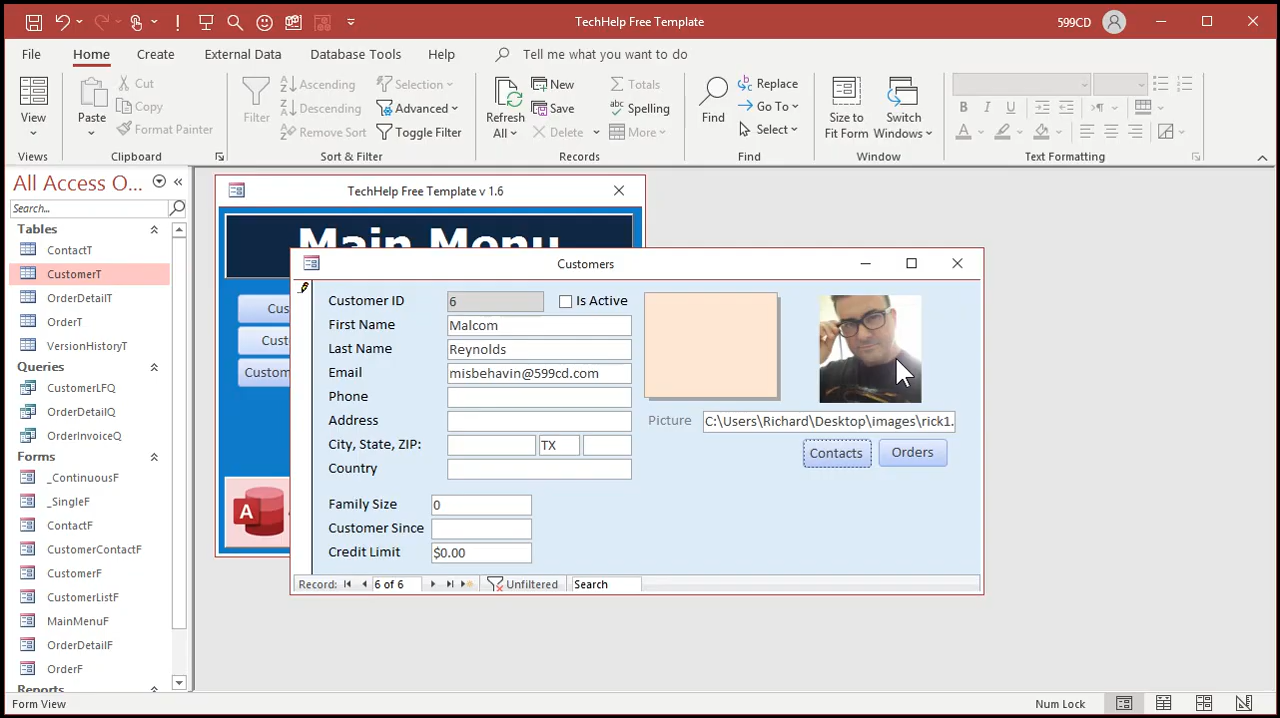 TechHelp Free Template
599CD
File Home Create External Data Database Tools Help Tell me what you want to do
View
Views
Paste
Cut
Copy
Format Painter
Clipboard
Filter
Ascending
Descending
Remove Sort
Selection
Advanced
Toggle Filter
Sort & Filter
Refresh
All
New
Save
Delete
Totals
Spelling
More
Records
Find
Replace
Go To
Select
Find
Size to
Fit Form
Switch
Windows
Window
B I U
A
Text Formatting
All Access O...
Search...
Tables
ContactT
CustomerT
OrderDetailT
OrderT
VersionHistoryT
Queries
CustomerLFQ
OrderDetailQ
OrderInvoiceQ
Forms
_ContinuousF
_SingleF
ContactF
CustomerContactF
CustomerF
CustomerListF
MainMenuF
OrderDetailF
OrderF
Reports
TechHelp Free Template v 1.6
Main Menu
Cus
Cust
Custom
A
Customers
Customer ID 6 Is Active
First Name Malcom
Last Name Reynolds
Email misbehavin@599cd.com
Phone
Address
City, State, ZIP: TX
Country
Family Size 0
Customer Since
Credit Limit $0.00
Picture C:\Users\Richard\Desktop\images\rick1.
Contacts Orders
Record: 6 of 6 Unfiltered Search
Form View
Num Lock